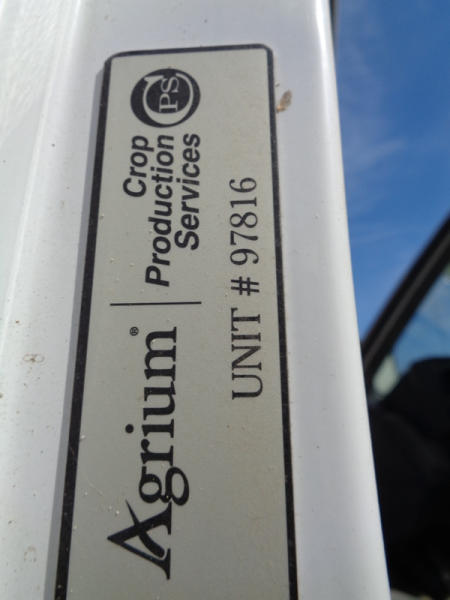 Agrium®
Crop
Production
Services
CPS
UNIT # 97816